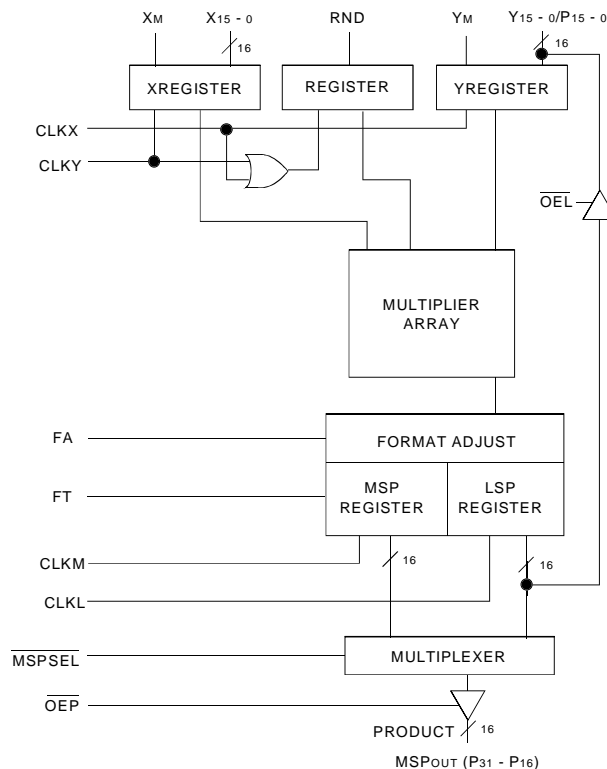 XM X15 - 0 RND YM Y15 - 0/P15 - 0
16 16
XREGISTER REGISTER YREGISTER
CLKX
CLKY
OEL
MULTIPLIER
ARRAY
FA FORMAT ADJUST
FT MSP REGISTER LSP REGISTER
CLKM 16 16
CLKL
MSPSEL MULTIPLEXER
OEP
PRODUCT 16
MSPOUT (P31 - P16)